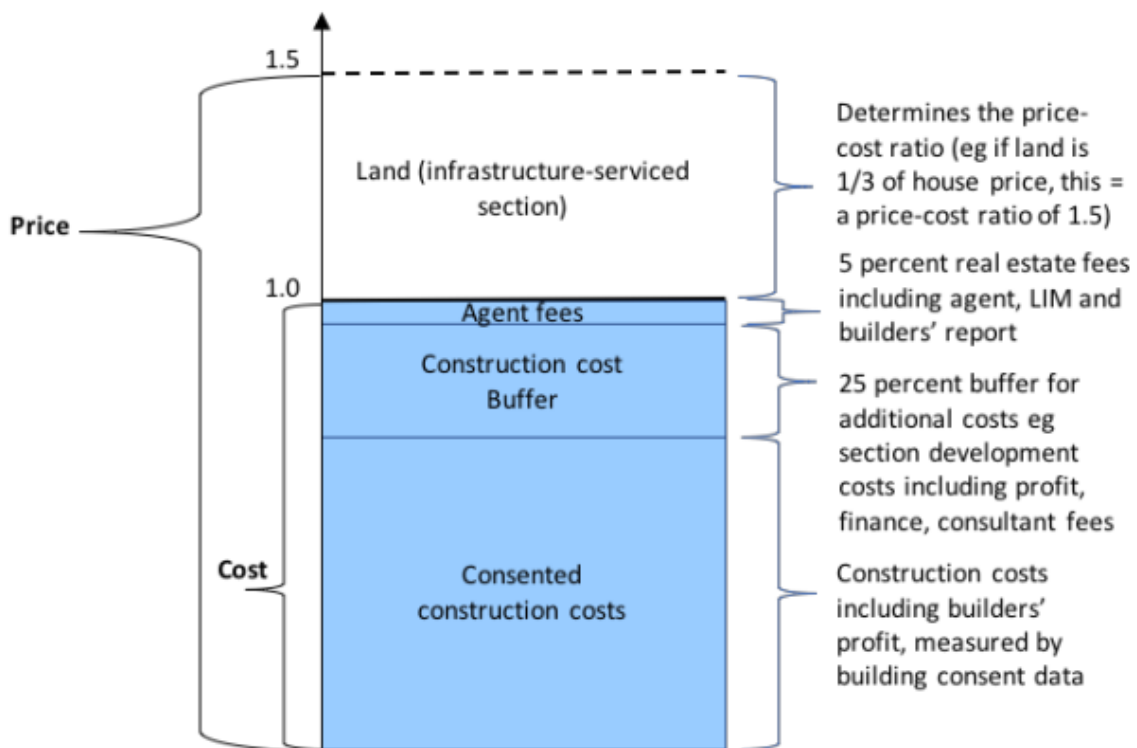 1.5
Determines the price-
cost ratio (eg if land is
1/3 of house price, this =
a price-cost ratio of 1.5)
Land (infrastructure-serviced
section)
Price
1.0
5 percent real estate fees
including agent, LIM and
builders’ report
Agent fees
Construction cost
Buffer
25 percent buffer for
additional costs eg
section development
costs including profit,
finance, consultant fees
Cost
Consented
construction costs
Construction costs
including builders’
profit, measured by
building consent data